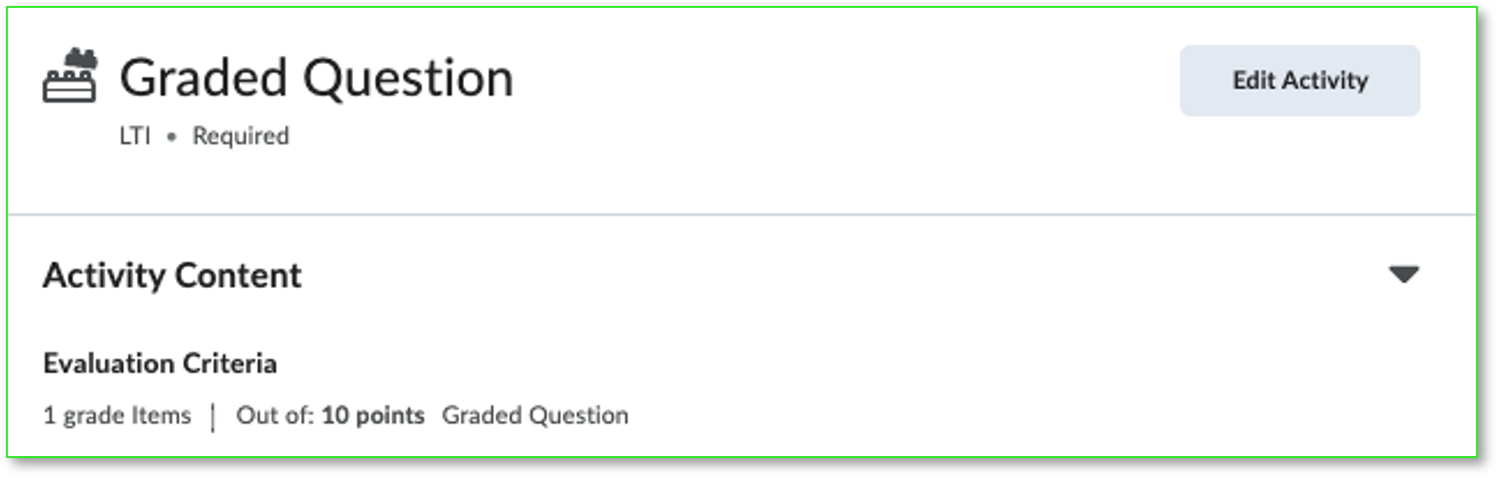 Graded Question
Edit Activity
LTI • Required
Activity Content
Evaluation Criteria
1 grade Items | Out of: 10 points Graded Question